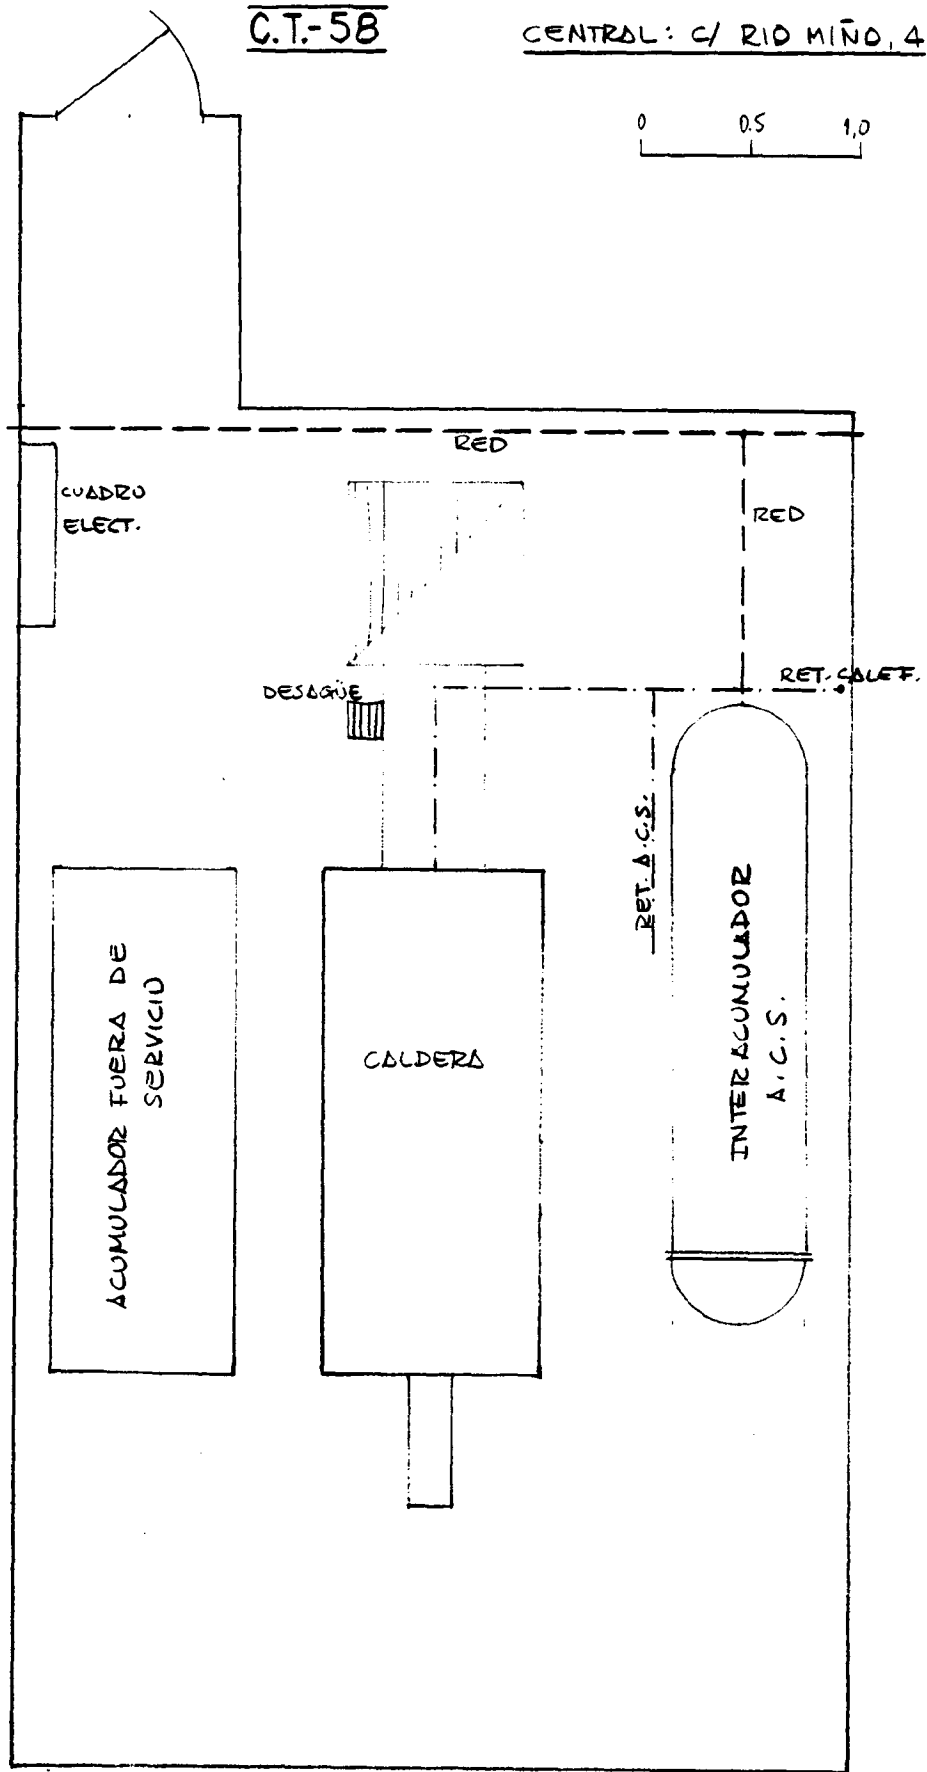 C.T.-58
CENTRAL: C/ RIO MIÑO, 4
0 0.5 1,0
RED
CUADRO
ELECT.
RED
DESAGÜE
RET. CALEF.
RET. A.C.S.
ACUMULADOR FUERA DE
SERVICIO
CALDERA
INTERACUMULADOR
A.C.S.